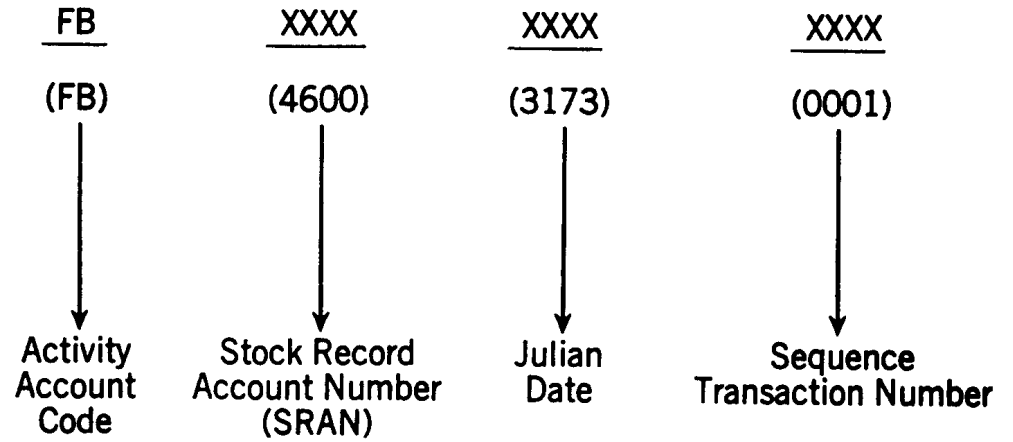 FB XXXX XXXX XXXX
(FB) (4600) (3173) (0001)
Activity
Account
Code
Stock Record
Account Number
(SRAN)
Julian
Date
Sequence
Transaction Number